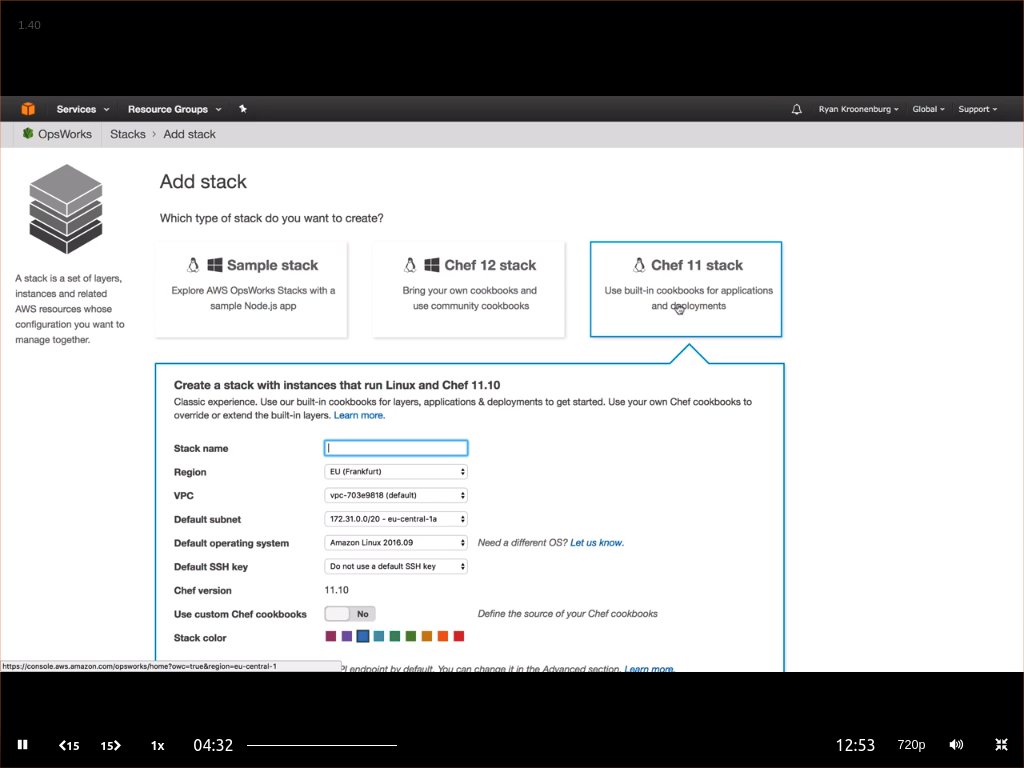 1.40
Services Resource Groups Ryan Kroonenburg Global Support
OpsWorks Stacks › Add stack
Add stack
Which type of stack do you want to create?
A stack is a set of layers,
instances and related
AWS resources whose
configuration you want to
manage together.
Sample stack
Explore AWS OpsWorks Stacks with a
sample Node.js app
Chef 12 stack
Bring your own cookbooks and
use community cookbooks
Chef 11 stack
Use built-in cookbooks for applications
and deployments
Create a stack with instances that run Linux and Chef 11.10
Classic experience. Use our built-in cookbooks for layers, applications & deployments to get started. Use your own Chef cookbooks to
override or extend the built-in layers. Learn more.
Stack name
Region EU (Frankfurt)
VPC vpc-703e9818 (default)
Default subnet 172.31.0.0/20 - eu-central-1a
Default operating system Amazon Linux 2016.09 Need a different OS? Let us know.
Default SSH key Do not use a default SSH key
Chef version 11.10
Use custom Chef cookbooks No Define the source of your Chef cookbooks
Stack color
https://console.aws.amazon.com/opsworks/home?owc=true&region=eu-central-1
endpoint by default. You can change it in the Advanced section. Learn more.
15 15 1x 04:32 12:53 720p